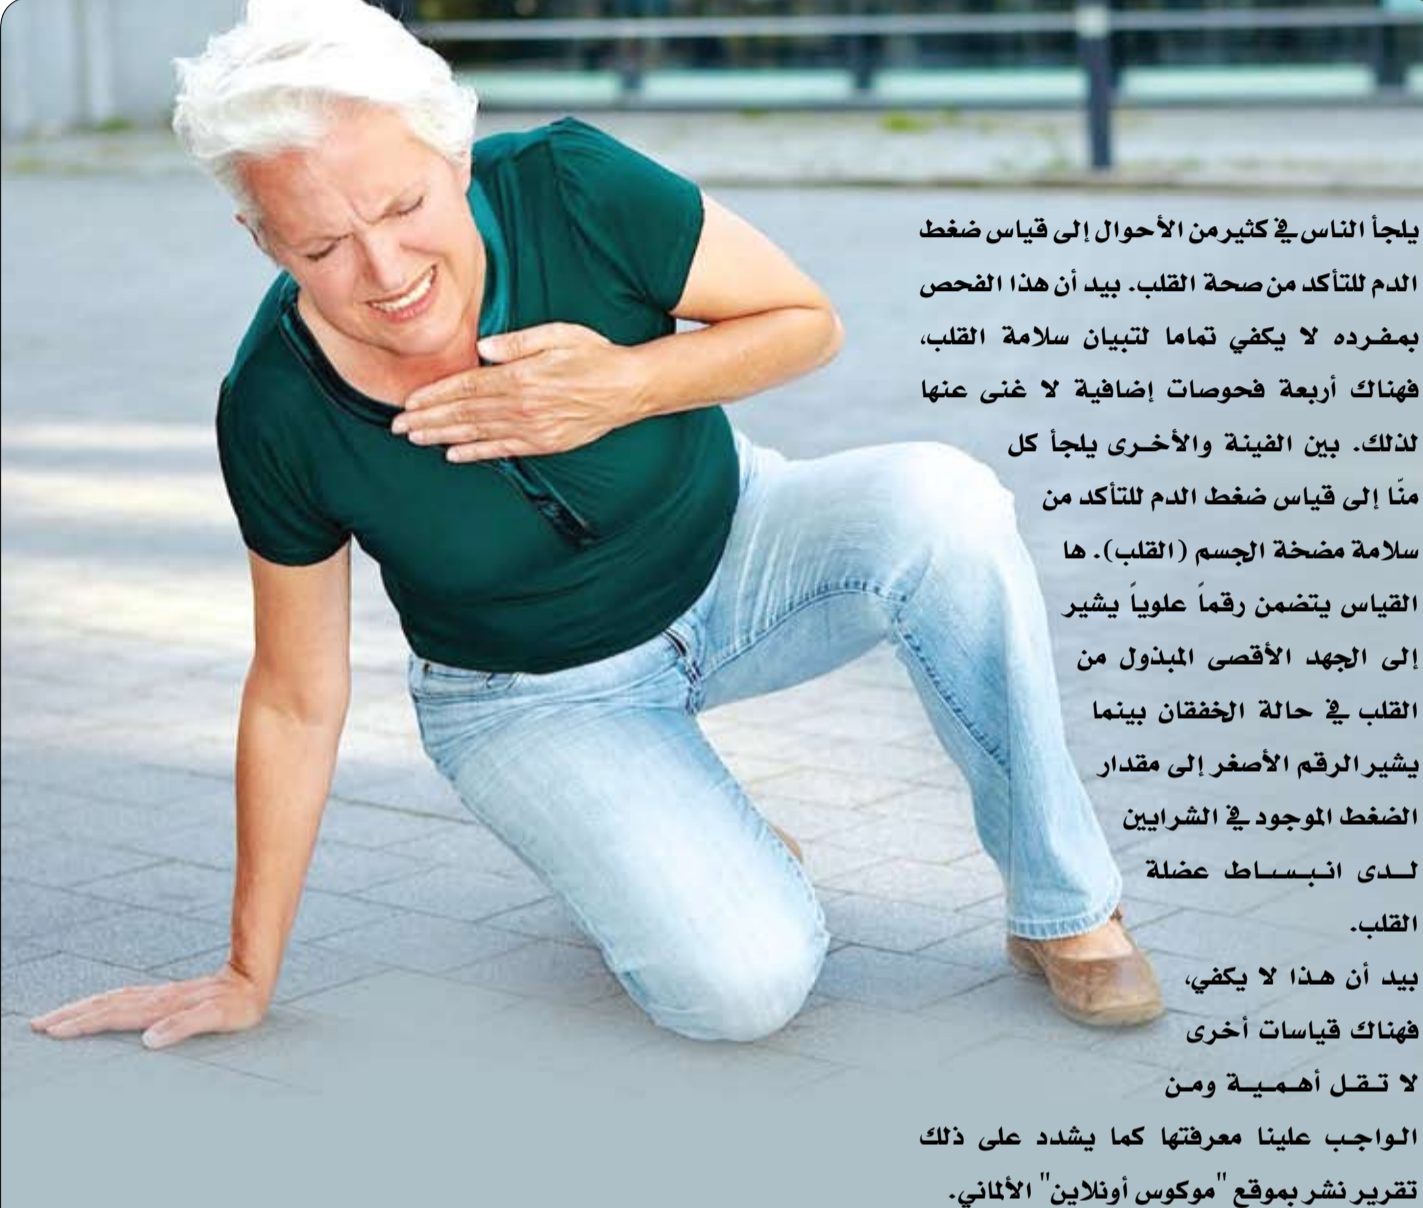 يلجأ الناس في كثير من الأحوال إلى قياس ضغط
الدم للتأكد من صحة القلب. بيد أن هذا الفحص
بمفرده لا يكفي تماما لتبيان سلامة القلب،
فهناك أربعة فحوصات إضافية لا غنى عنها
لذلك. بين الفينة والأخرى يلجأ كل
منّا إلى قياس ضغط الدم للتأكد من
سلامة مضخة الجسم (القلب). ها
القياس يتضمن رقماً علوياً يشير
إلى الجهد الأقصى المبذول من
القلب في حالة الخفقان بينما
يشير الرقم الأصغر إلى مقدار
الضغط الموجود في الشرايين
لدى انبساط عضلة
القلب.
بيد أن هذا لا يكفي،
فهناك قياسات أخرى
لا تقل أهمية ومن
الواجب علينا معرفتها كما يشدد على ذلك
تقرير نشر بموقع "موكوس أونلاين" الألماني.